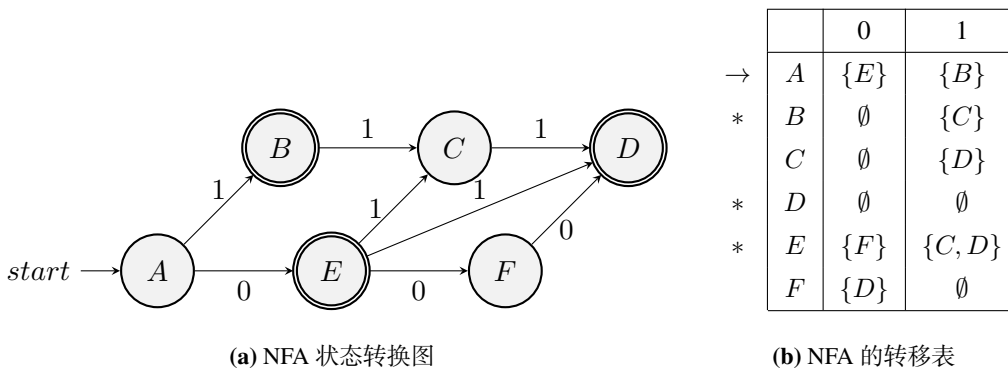 0 1
→ A {E} {B}
* B ∅ {C}
C ∅ {D}
* D ∅ ∅
* E {F} {C, D}
F {D} ∅
B 1 C 1 D
1 1 1 0
start A 0 E 0 F
(a) NFA 状态转换图
(b) NFA 的转移表